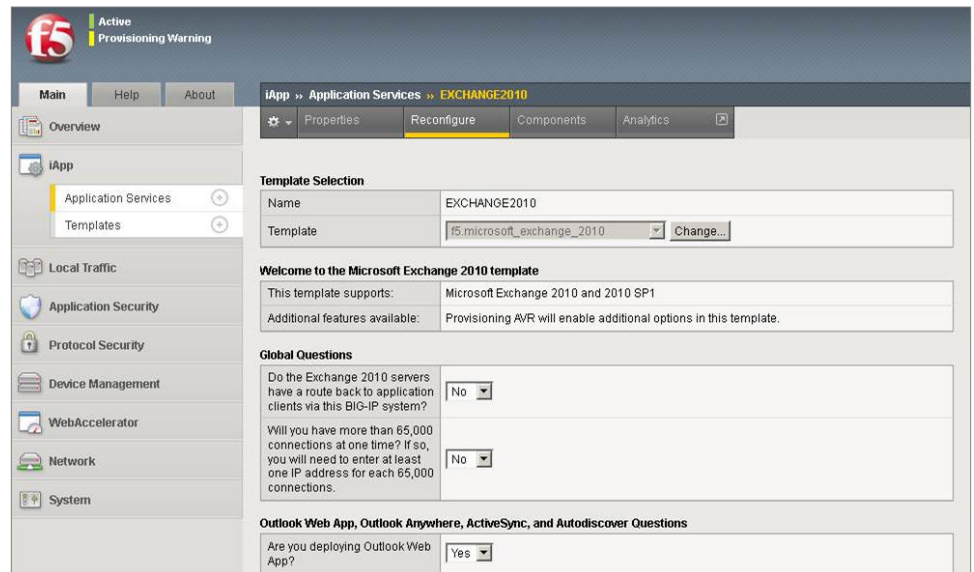 f5
Active
Provisioning Warning
Main
Help
About
iApp » Application Services » EXCHANGE2010
Properties
Reconfigure
Components
Analytics
Overview
iApp
Application Services
Templates
Local Traffic
Application Security
Protocol Security
Device Management
WebAccelerator
Network
System
Template Selection
Name
EXCHANGE2010
Template
f5.microsoft_exchange_2010
Change...
Welcome to the Microsoft Exchange 2010 template
This template supports:
Microsoft Exchange 2010 and 2010 SP1
Additional features available:
Provisioning AVR will enable additional options in this template.
Global Questions
Do the Exchange 2010 servers
have a route back to application
clients via this BIG-IP system?
No
Will you have more than 65,000
connections at one time? If so,
you will need to enter at least
one IP address for each 65,000
connections.
No
Outlook Web App, Outlook Anywhere, ActiveSync, and Autodiscover Questions
Are you deploying Outlook Web
App?
Yes